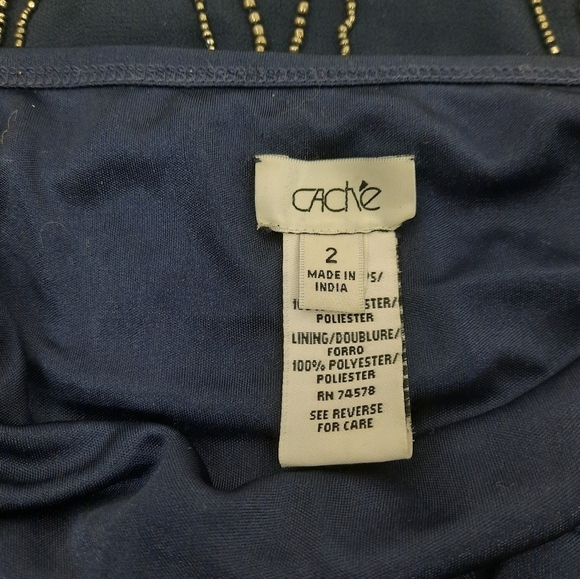 CACHÉ
2
MADE IN
INDIA
POLIESTER
LINING/DOUBLURE/
FORRO
100% POLYESTER/
POLIESTER
RN 74578
SEE REVERSE
FOR CARE